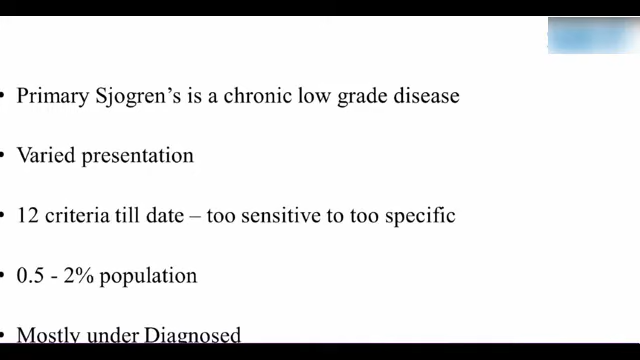 • Primary Sjogren's is a chronic low grade disease
• Varied presentation
• 12 criteria till date – too sensitive to too specific
• 0.5 - 2% population
• Mostly under Diagnosed